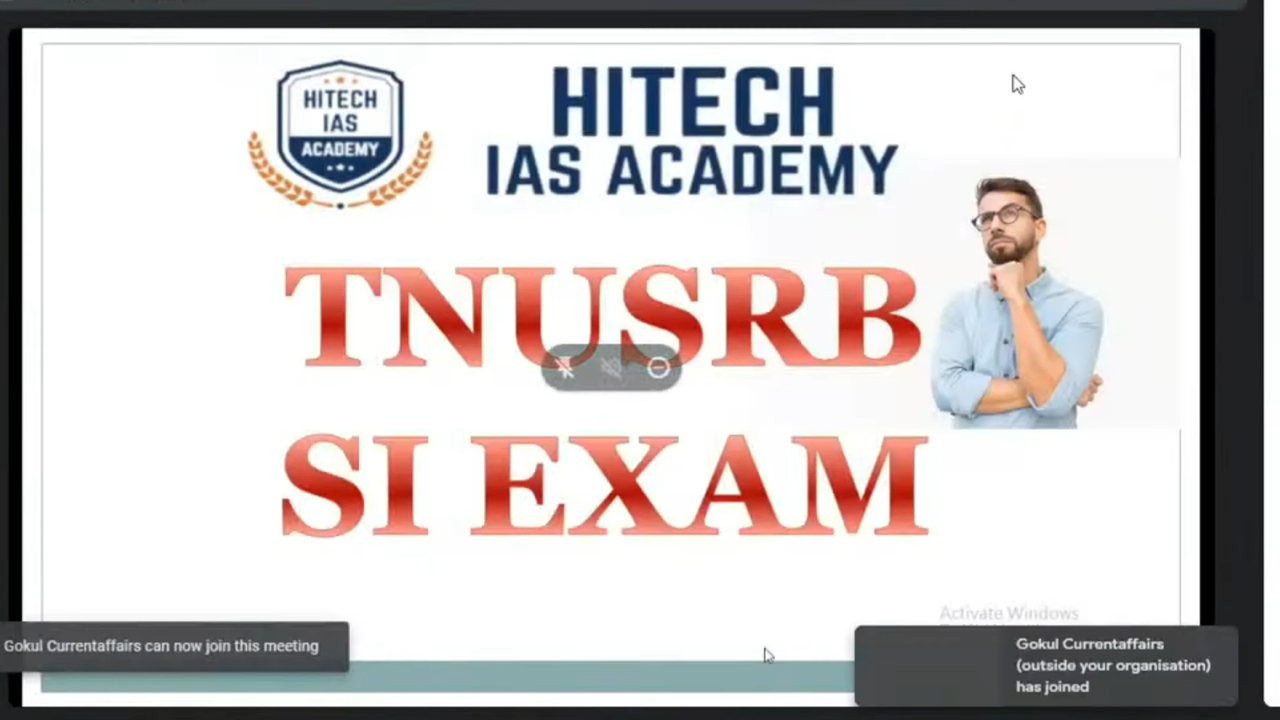 HITECH
IAS
ACADEMY
HITECH
IAS ACADEMY
TNUSRB
SI EXAM
Activate Windows
Gokul Currentaffairs can now join this meeting
Gokul Currentaffairs
(outside your organisation)
has joined